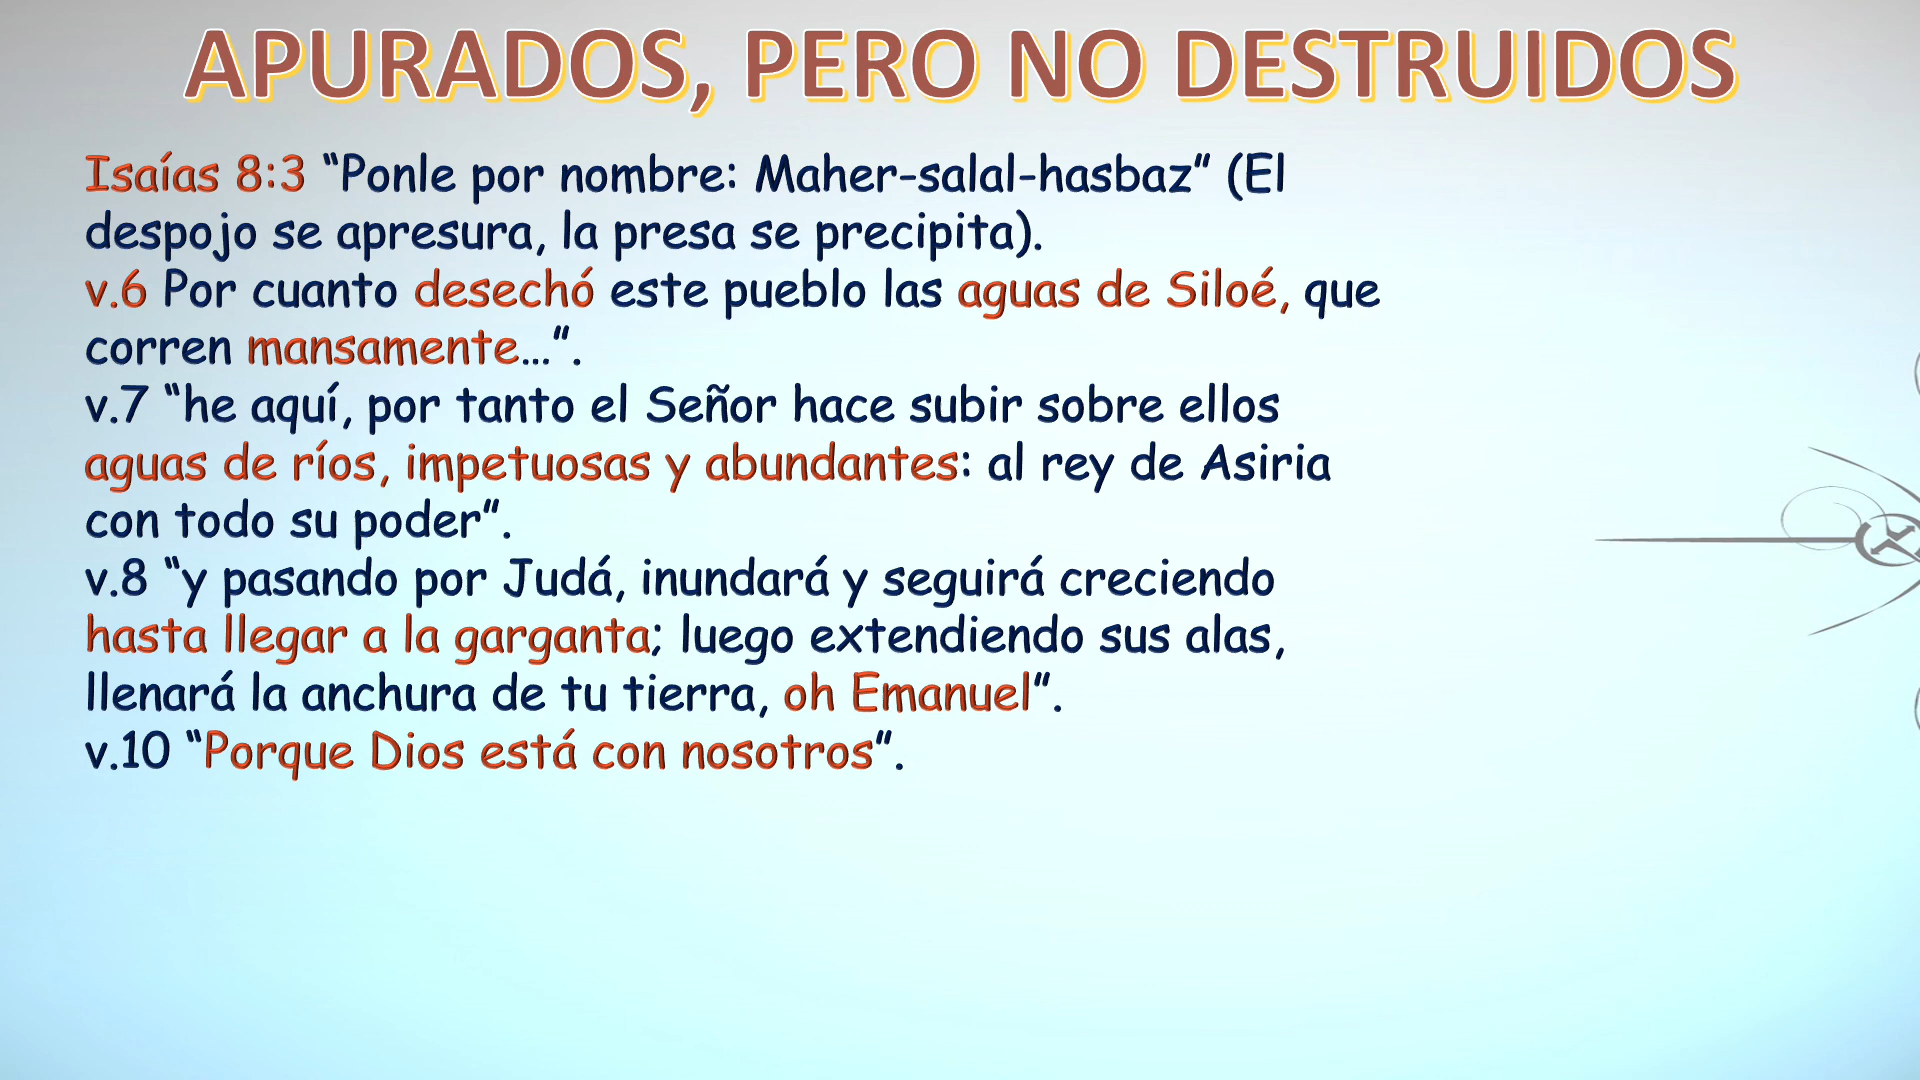 APURADOS, PERO NO DESTRUIDOS
Isaías 8:3 “Ponle por nombre: Maher-salal-hasbaz” (El
despojo se apresura, la presa se precipita).
v.6 Por cuanto desechó este pueblo las aguas de Siloé, que
corren mansamente…”.
v.7 “he aquí, por tanto el Señor hace subir sobre ellos
aguas de ríos, impetuosas y abundantes: al rey de Asiria
con todo su poder”.
v.8 “y pasando por Judá, inundará y seguirá creciendo
hasta llegar a la garganta; luego extendiendo sus alas,
llenará la anchura de tu tierra, oh Emanuel”.
v.10 “Porque Dios está con nosotros”.